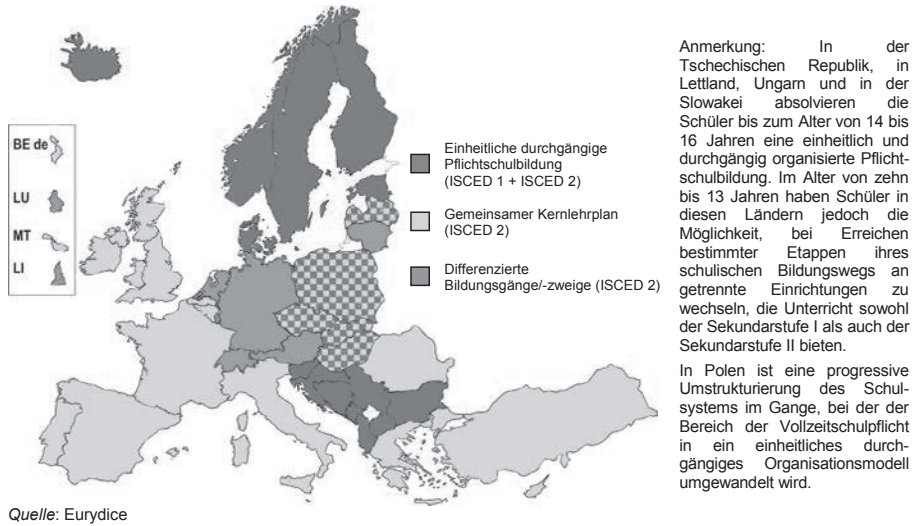 BE de
LU
MT
LI
Einheitliche durchgängige
Pflichtschulbildung
(ISCED 1 + ISCED 2)
Gemeinsamer Kernlehrplan
(ISCED 2)
Differenzierte
Bildungsgänge/-zweige (ISCED 2)
Anmerkung: In der
Tschechischen Republik, in
Lettland, Ungarn und in der
Slowakei absolvieren die
Schüler bis zum Alter von 14 bis
16 Jahren eine einheitlich und
durchgängig organisierte Pflicht-
schulbildung. Im Alter von zehn
bis 13 Jahren haben Schüler in
diesen Ländern jedoch die
Möglichkeit, bei Erreichen
bestimmter Etappen ihres
schulischen Bildungswegs an
getrennte Einrichtungen zu
wechseln, die Unterricht sowohl
der Sekundarstufe I als auch der
Sekundarstufe II bieten.
In Polen ist eine progressive
Umstrukturierung des Schul-
systems im Gange, bei der der
Bereich der Vollzeitschulpflicht
in ein einheitliches durch-
gängiges Organisationsmodell
umgewandelt wird.
Quelle: Eurydice